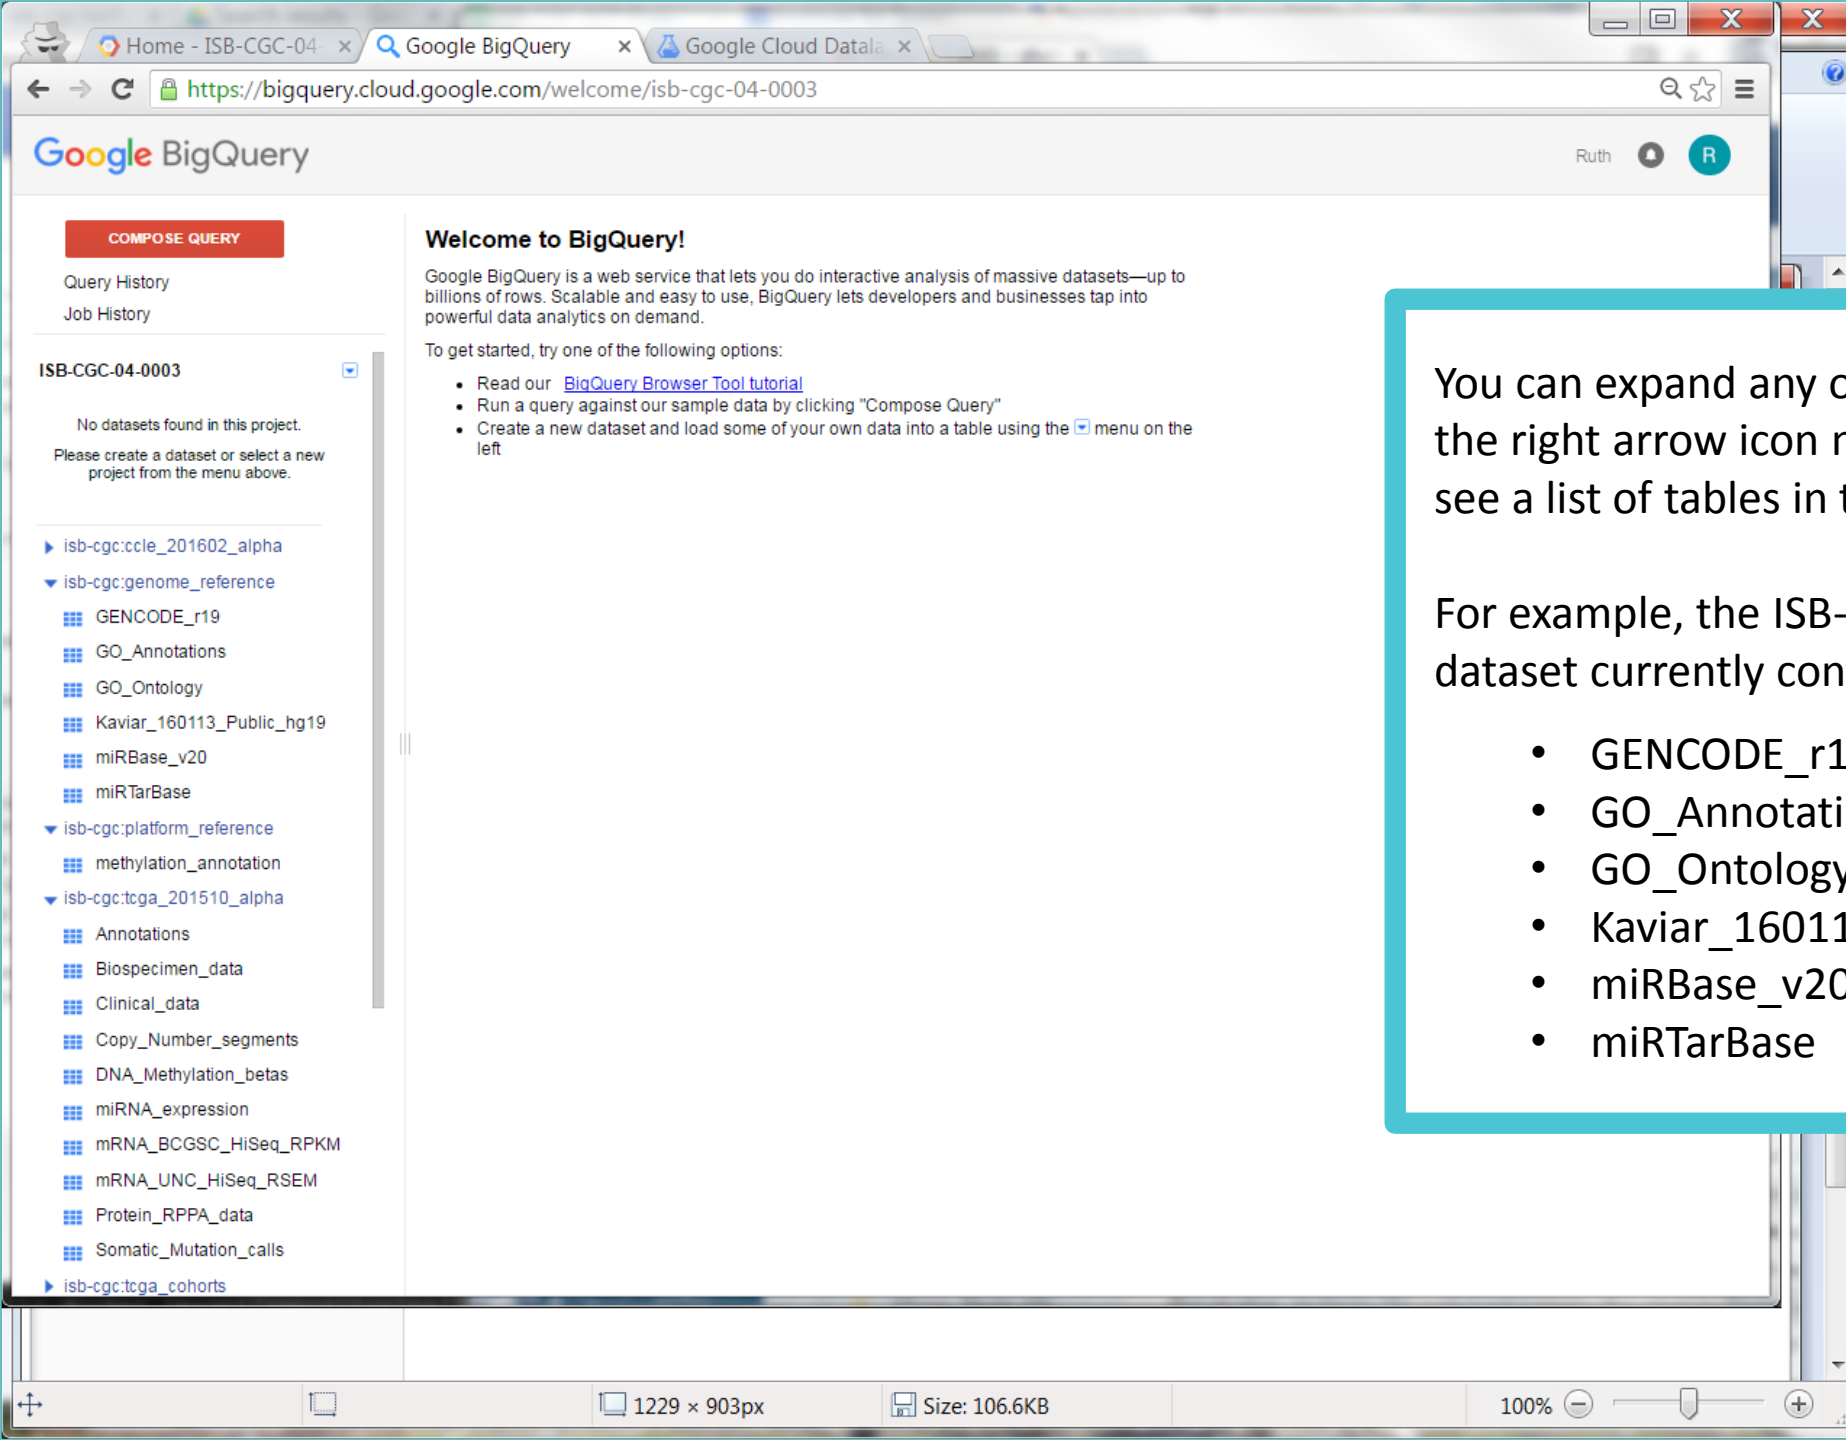 Home - ISB-CGC-04-
Google BigQuery
Google Cloud Datala
https://bigquery.cloud.google.com/welcome/isb-cgc-04-0003
Google BigQuery
Ruth
R
COMPOSE QUERY
Query History
Job History
ISB-CGC-04-0003
No datasets found in this project.
Please create a dataset or select a new
project from the menu above.
isb-cgc:ccle_201602_alpha
isb-cgc:genome_reference
GENCODE_r19
GO_Annotations
GO_Ontology
Kaviar_160113_Public_hg19
miRBase_v20
miRTarBase
isb-cgc:platform_reference
methylation_annotation
isb-cgc:tcga_201510_alpha
Annotations
Biospecimen_data
Clinical_data
Copy_Number_segments
DNA_Methylation_betas
miRNA_expression
mRNA_BCGSC_HiSeq_RPKM
mRNA_UNC_HiSeq_RSEM
Protein_RPPA_data
Somatic_Mutation_calls
isb-cgc:tcga_cohorts
Welcome to BigQuery!
Google BigQuery is a web service that lets you do interactive analysis of massive datasets—up to
billions of rows. Scalable and easy to use, BigQuery lets developers and businesses tap into
powerful data analytics on demand.
To get started, try one of the following options:
• Read our BigQuery Browser Tool tutorial
• Run a query against our sample data by clicking "Compose Query"
• Create a new dataset and load some of your own data into a table using the menu on the
left
You can expand any
the right arrow icon
see a list of tables in
For example, the ISB-
dataset currently con
• GENCODE_r1
• GO_Annotati
• GO_Ontology
• Kaviar_16011
• miRBase_v20
• miRTarBase
1229 × 903px
Size: 106.6KB
100%